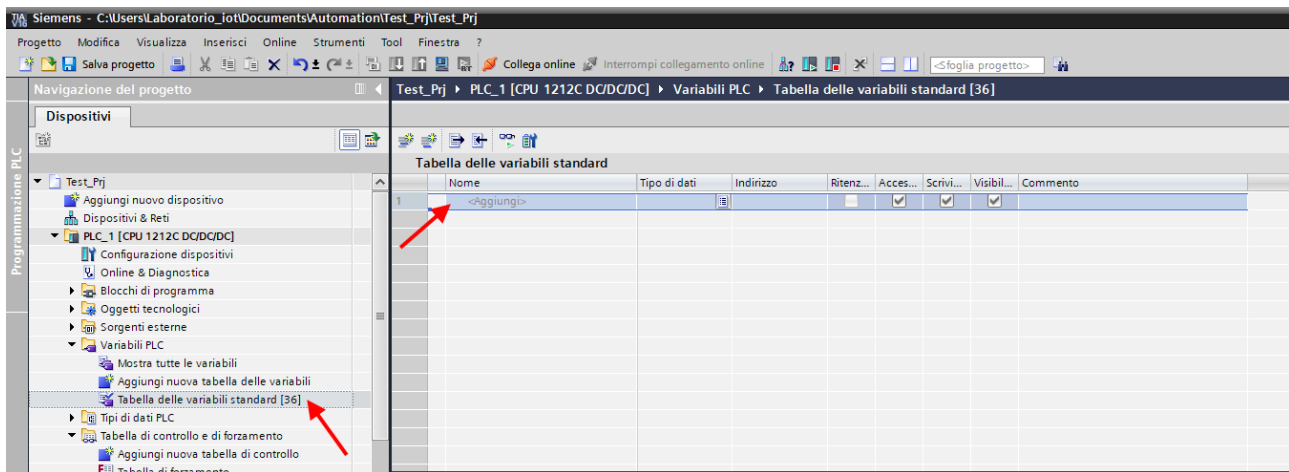 Siemens - C:\Users\Laboratorio_iot\Documents\Automation\Test_Prj\Test_Prj
Progetto Modifica Visualizza Inserisci Online Strumenti Tool Finestra ?
Salva progetto Collega online Interrompi collegamento online <Sfoglia progetto>
Navigazione del progetto
Test_Prj ▸ PLC_1 [CPU 1212C DC/DC/DC] ▸ Variabili PLC ▸ Tabella delle variabili standard [36]
Dispositivi
Programmazione PLC
Tabella delle variabili standard
Nome Tipo di dati Indirizzo Ritenz... Acces... Scrivi... Visibil... Commento
1 <Aggiungi>
Test_Prj
Aggiungi nuovo dispositivo
Dispositivi & Reti
PLC_1 [CPU 1212C DC/DC/DC]
Configurazione dispositivi
Online & Diagnostica
Blocchi di programma
Oggetti tecnologici
Sorgenti esterne
Variabili PLC
Mostra tutte le variabili
Aggiungi nuova tabella delle variabili
Tabella delle variabili standard [36]
Tipi di dati PLC
Tabella di controllo e di forzamento
Aggiungi nuova tabella di controllo
Tabella di forzamento